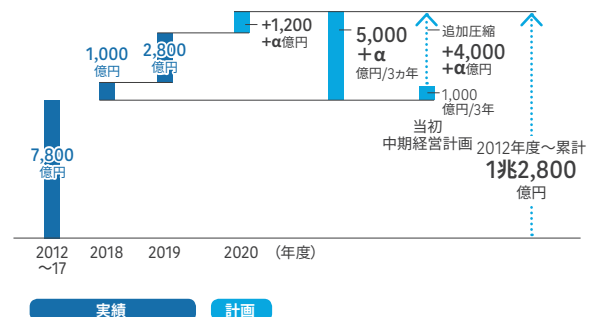 7,800
億円
1,000
億円
2,800
億円
+1,200
+α億円
5,000
+α
億円/3ヵ年
追加圧縮
+4,000
+α億円
1,000
億円/3年
当初
中期経営計画
2012年度~累計
1兆2,800
億円
2012
~17
2018
2019
2020
(年度)
実績
計画